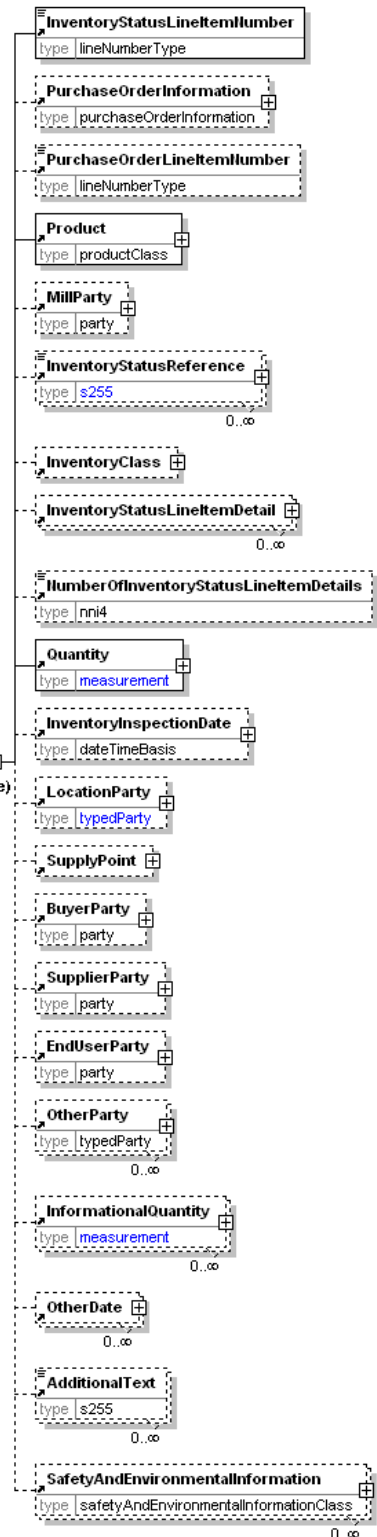 InventoryStatusLineItemNumber
type lineNumberType
PurchaseOrderInformation
type purchaseOrderInformation
PurchaseOrderLineItemNumber
type lineNumberType
Product
type productClass
MillParty
type party
InventoryStatusReference
type s255
0..∞
InventoryClass
InventoryStatusLineItemDetail
0..∞
NumberOfInventoryStatusLineItemDetails
type nni4
Quantity
type measurement
InventoryInspectionDate
type dateTimeBasis
e)
LocationParty
type typedParty
SupplyPoint
BuyerParty
type party
SupplierParty
type party
EndUserParty
type party
OtherParty
type typedParty
0..∞
InformationalQuantity
type measurement
0..∞
OtherDate
0..∞
AdditionalText
type s255
0..∞
SafetyAndEnvironmentalInformation
type safetyAndEnvironmentalInformationClass
0..∞